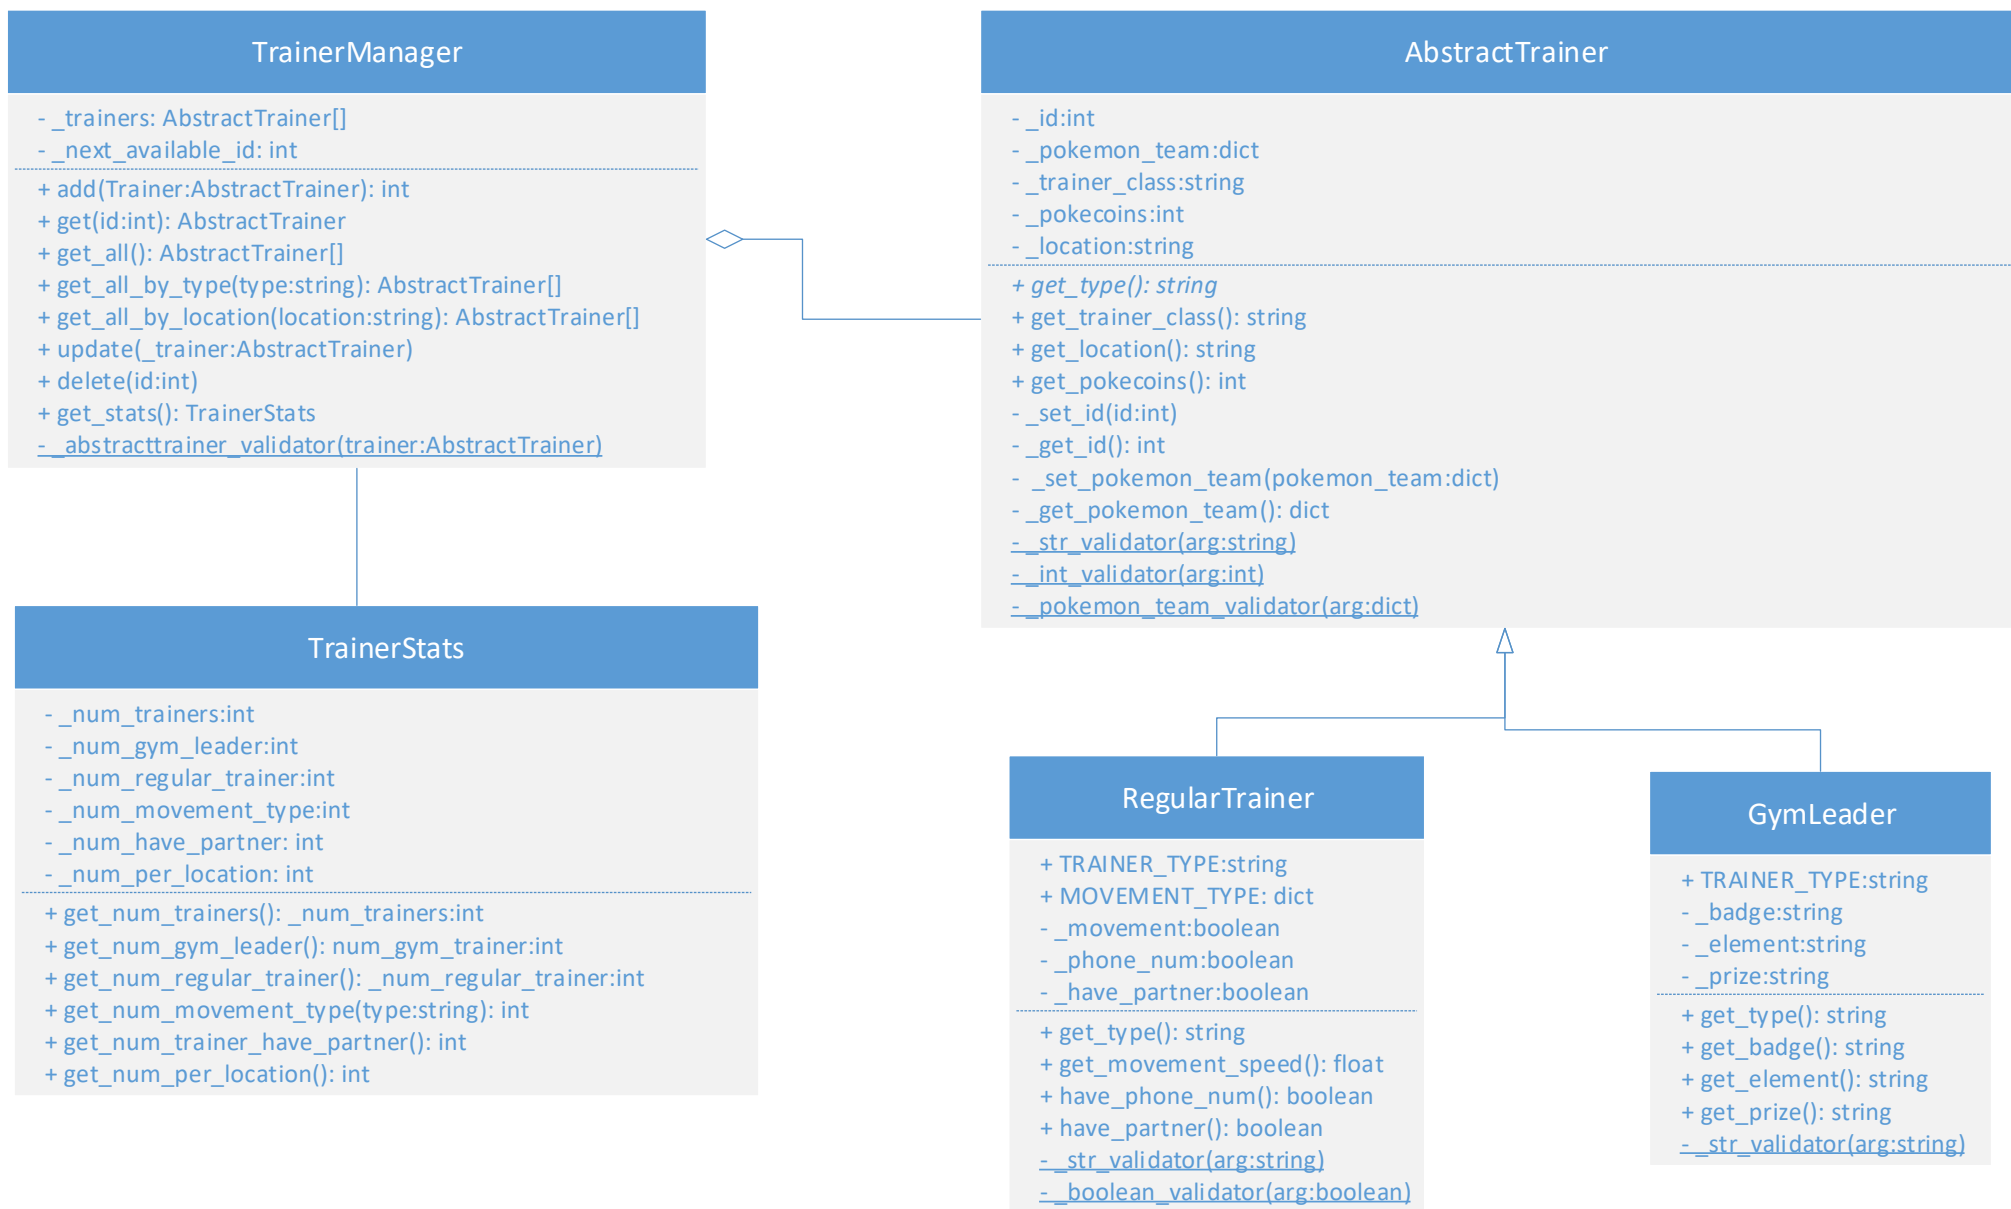 TrainerManager
- _trainers: AbstractTrainer[]
- _next_available_id: int
+ add(Trainer:AbstractTrainer): int
+ get(id:int): AbstractTrainer
+ get_all(): AbstractTrainer[]
+ get_all_by_type(type:string): AbstractTrainer[]
+ get_all_by_location(location:string): AbstractTrainer[]
+ update(_trainer:AbstractTrainer)
+ delete(id:int)
+ get_stats(): TrainerStats
- _abstracttrainer_validator(trainer:AbstractTrainer)
AbstractTrainer
- _id:int
- _pokemon_team:dict
- _trainer_class:string
- _pokecoins:int
- _location:string
+ get_type(): string
+ get_trainer_class(): string
+ get_location(): string
+ get_pokecoins(): int
- _set_id(id:int)
- _get_id(): int
- _set_pokemon_team(pokemon_team:dict)
- _get_pokemon_team(): dict
- _str_validator(arg:string)
- _int_validator(arg:int)
- _pokemon_team_validator(arg:dict)
TrainerStats
- _num_trainers:int
- _num_gym_leader:int
- _num_regular_trainer:int
- _num_movement_type:int
- _num_have_partner: int
- _num_per_location: int
+ get_num_trainers(): _num_trainers:int
+ get_num_gym_leader(): num_gym_trainer:int
+ get_num_regular_trainer(): _num_regular_trainer:int
+ get_num_movement_type(type:string): int
+ get_num_trainer_have_partner(): int
+ get_num_per_location(): int
RegularTrainer
+ TRAINER_TYPE:string
+ MOVEMENT_TYPE: dict
- _movement:boolean
- _phone_num:boolean
- _have_partner:boolean
+ get_type(): string
+ get_movement_speed(): float
+ have_phone_num(): boolean
+ have_partner(): boolean
- _str_validator(arg:string)
- _boolean_validator(arg:boolean)
GymLeader
+ TRAINER_TYPE:string
- _badge:string
- _element:string
- _prize:string
+ get_type(): string
+ get_badge(): string
+ get_element(): string
+ get_prize(): string
- _str_validator(arg:string)